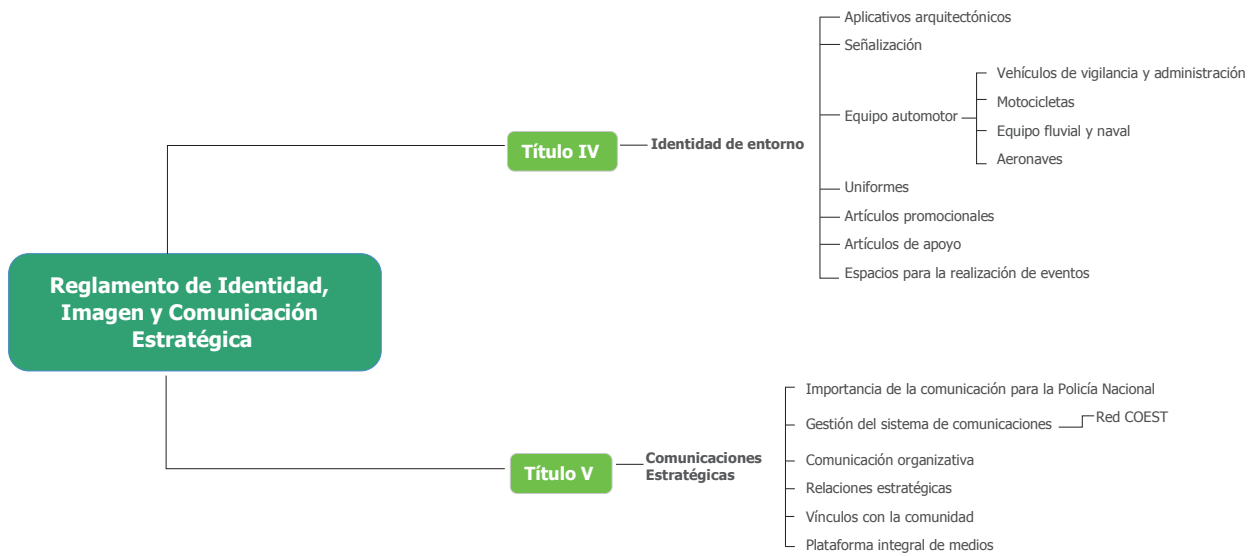 Reglamento de Identidad,
Imagen y Comunicación
Estratégica
Título IV
Identidad de entorno
Aplicativos arquitectónicos
Señalización
Equipo automotor
Vehículos de vigilancia y administración
Motocicletas
Equipo fluvial y naval
Aeronaves
Uniformes
Artículos promocionales
Artículos de apoyo
Espacios para la realización de eventos
Título V
Comunicaciones
Estratégicas
Importancia de la comunicación para la Policía Nacional
Gestión del sistema de comunicaciones
Red COEST
Comunicación organizativa
Relaciones estratégicas
Vínculos con la comunidad
Plataforma integral de medios